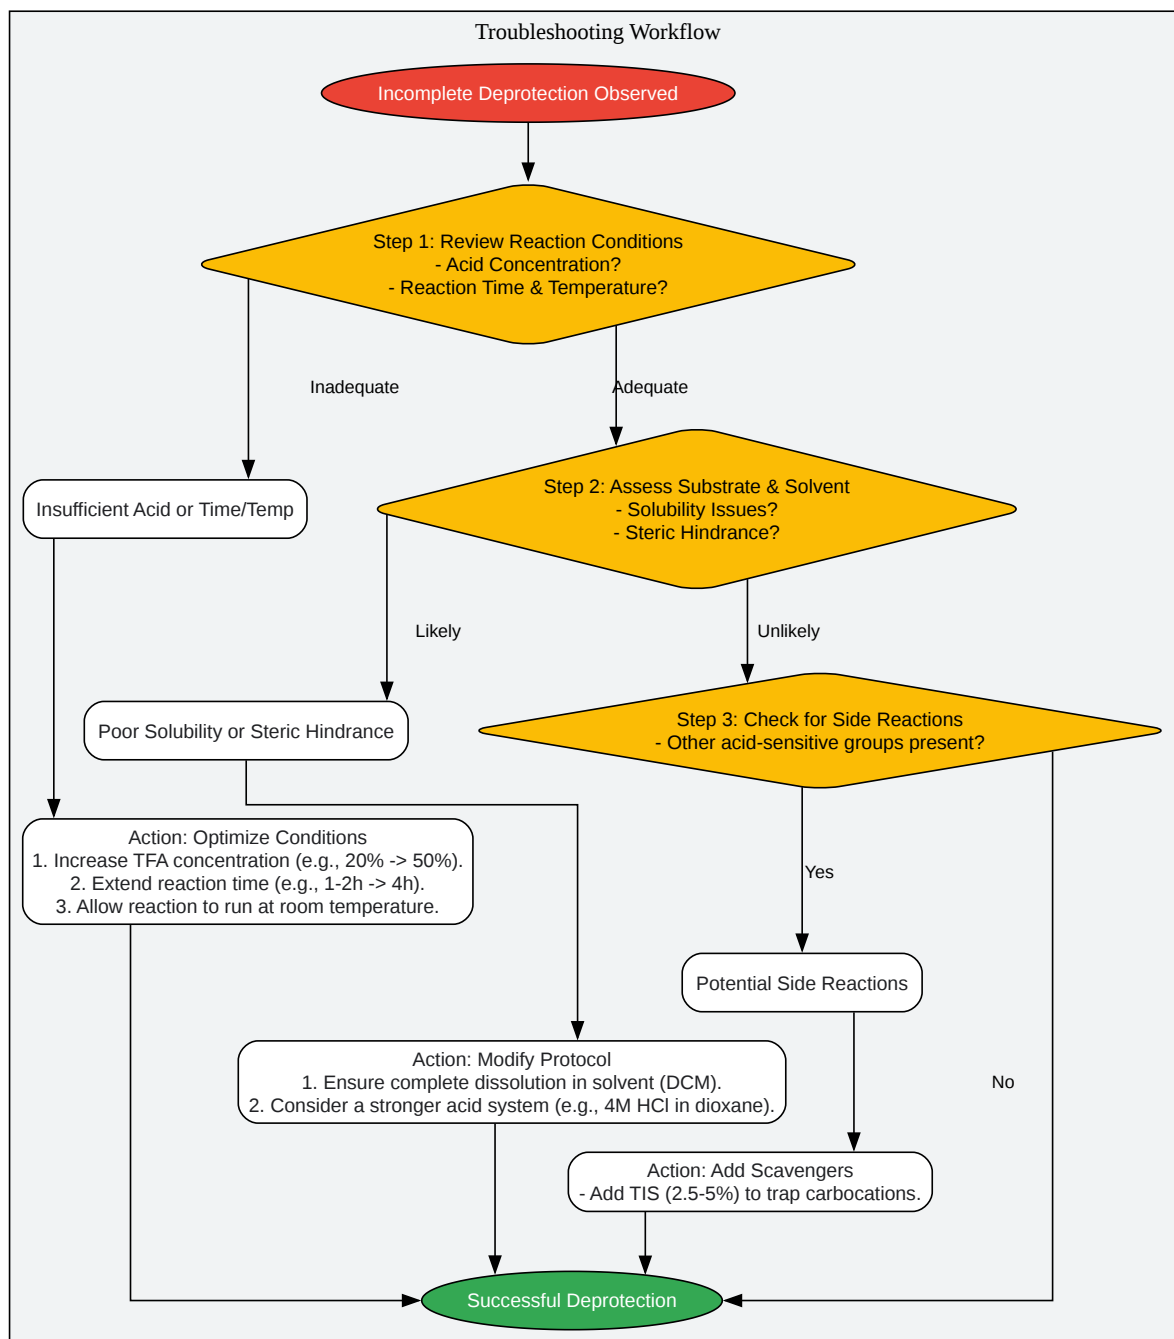 Troubleshooting Workflow
Incomplete Deprotection Observed
Step 1: Review Reaction Conditions
- Acid Concentration?
- Reaction Time & Temperature?
Inadequate
Adequate
Insufficient Acid or Time/Temp
Step 2: Assess Substrate & Solvent
- Solubility Issues?
- Steric Hindrance?
Likely
Unlikely
Poor Solubility or Steric Hindrance
Step 3: Check for Side Reactions
- Other acid-sensitive groups present?
Action: Optimize Conditions
1. Increase TFA concentration (e.g., 20% -> 50%).
2. Extend reaction time (e.g., 1-2h -> 4h).
3. Allow reaction to run at room temperature.
Yes
Potential Side Reactions
Action: Modify Protocol
1. Ensure complete dissolution in solvent (DCM).
2. Consider a stronger acid system (e.g., 4M HCl in dioxane).
No
Action: Add Scavengers
- Add TIS (2.5-5%) to trap carbocations.
Successful Deprotection